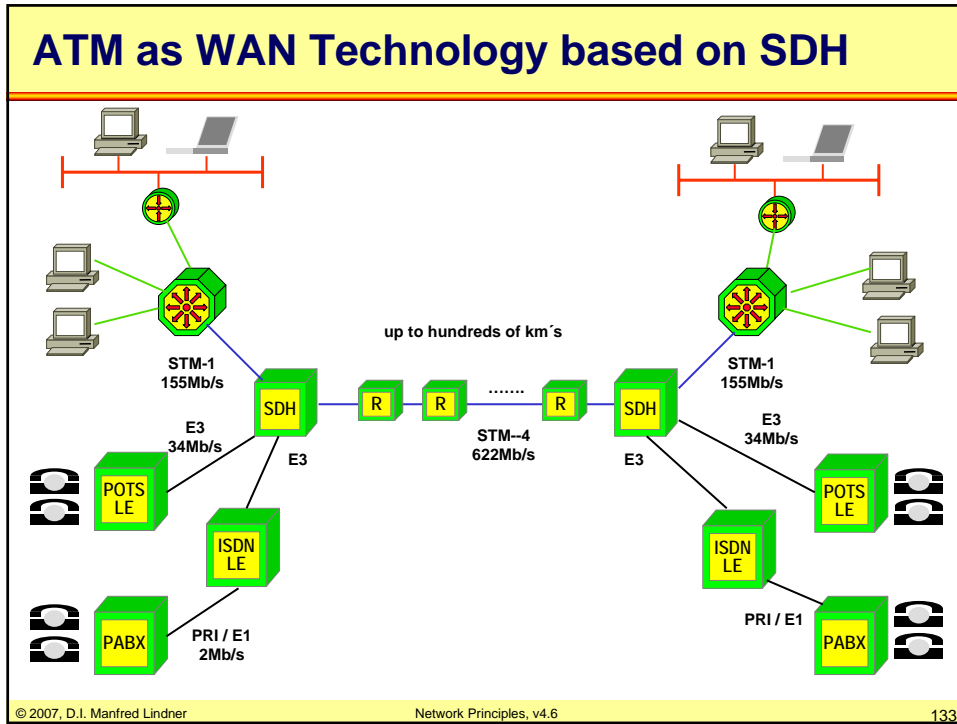 ATM as WAN Technology based on SDH
up to hundreds of km´s
STM-1
155Mb/s
STM-1
155Mb/s
SDH
R
R
.......
R
SDH
E3
34Mb/s
E3
STM--4
622Mb/s
E3
E3
34Mb/s
POTS
LE
POTS
LE
ISDN
LE
ISDN
LE
PABX
PRI / E1
2Mb/s
PRI / E1
PABX
© 2007, D.I. Manfred Lindner
Network Principles, v4.6
133